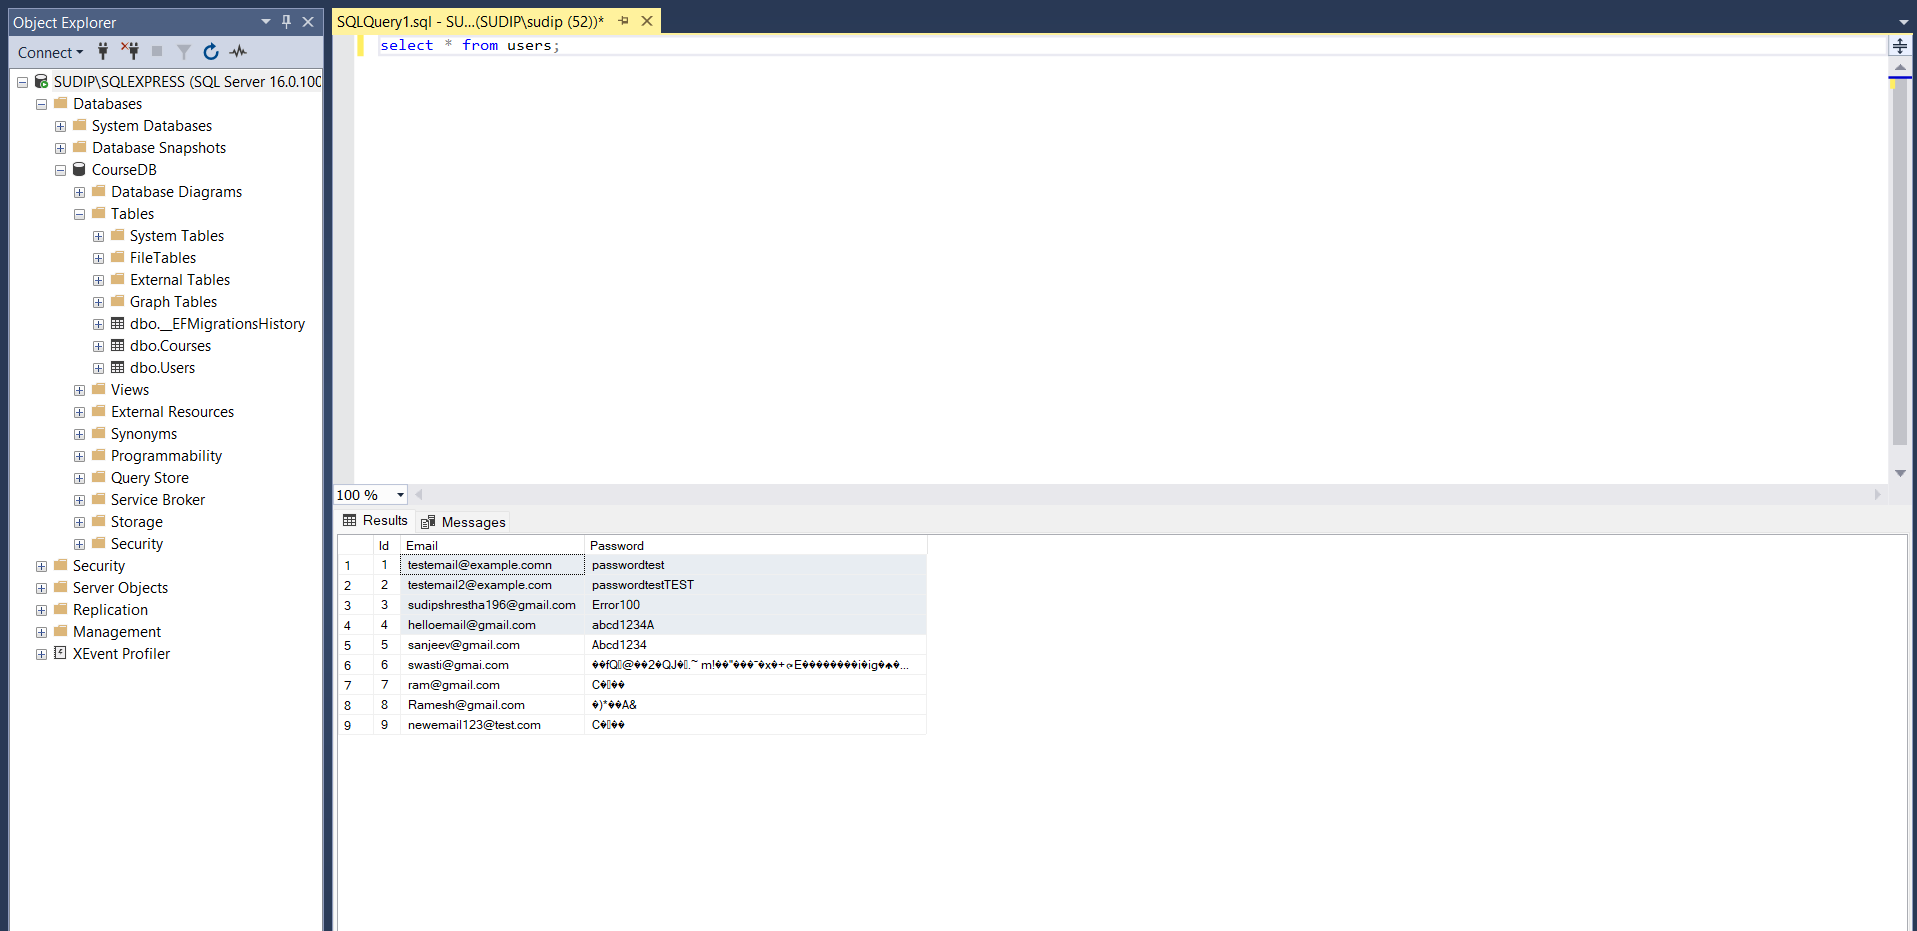 Object Explorer
Connect
SUDIP\SQLEXPRESS (SQL Server 16.0.100
Databases
System Databases
Database Snapshots
CourseDB
Database Diagrams
Tables
System Tables
FileTables
External Tables
Graph Tables
dbo.__EFMigrationsHistory
dbo.Courses
dbo.Users
Views
External Resources
Synonyms
Programmability
Query Store
Service Broker
Storage
Security
Security
Server Objects
Replication
Management
XEvent Profiler
SQLQuery1.sql - SU...(SUDIP\sudip (52))*
select * from users;
100 %
Results Messages
Id Email Password
1 1 testemail@example.comn passwordtest
2 2 testemail2@example.com passwordtestTEST
3 3 sudipshrestha196@gmail.com Error100
4 4 helloemail@gmail.com abcd1234A
5 5 sanjeev@gmail.com Abcd1234
6 6 swasti@gmai.com
7 7 ram@gmail.com
8 8 Ramesh@gmail.com �)*��A&
9 9 newemail123@test.com